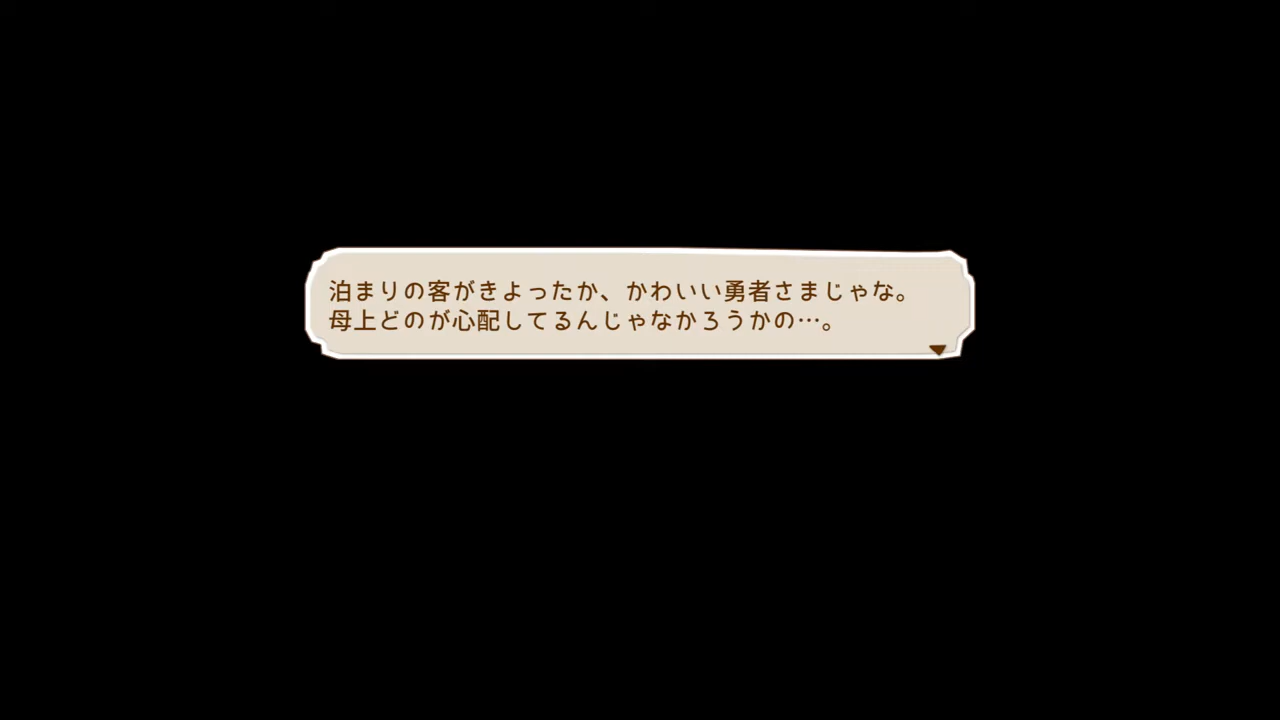 泊まりの客がきよったか、かわいい勇者さまじゃな。
母上どのが心配してるんじゃなかろうかの…。